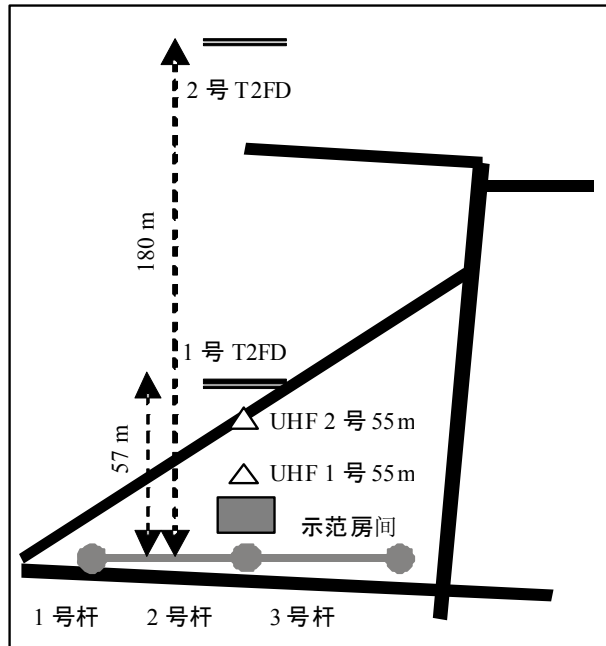 2 号 T2FD
180 m
1 号 T2FD
57 m
UHF 2 号 55m
UHF 1 号 55m
示范房间
1 号杆 2 号杆 3 号杆